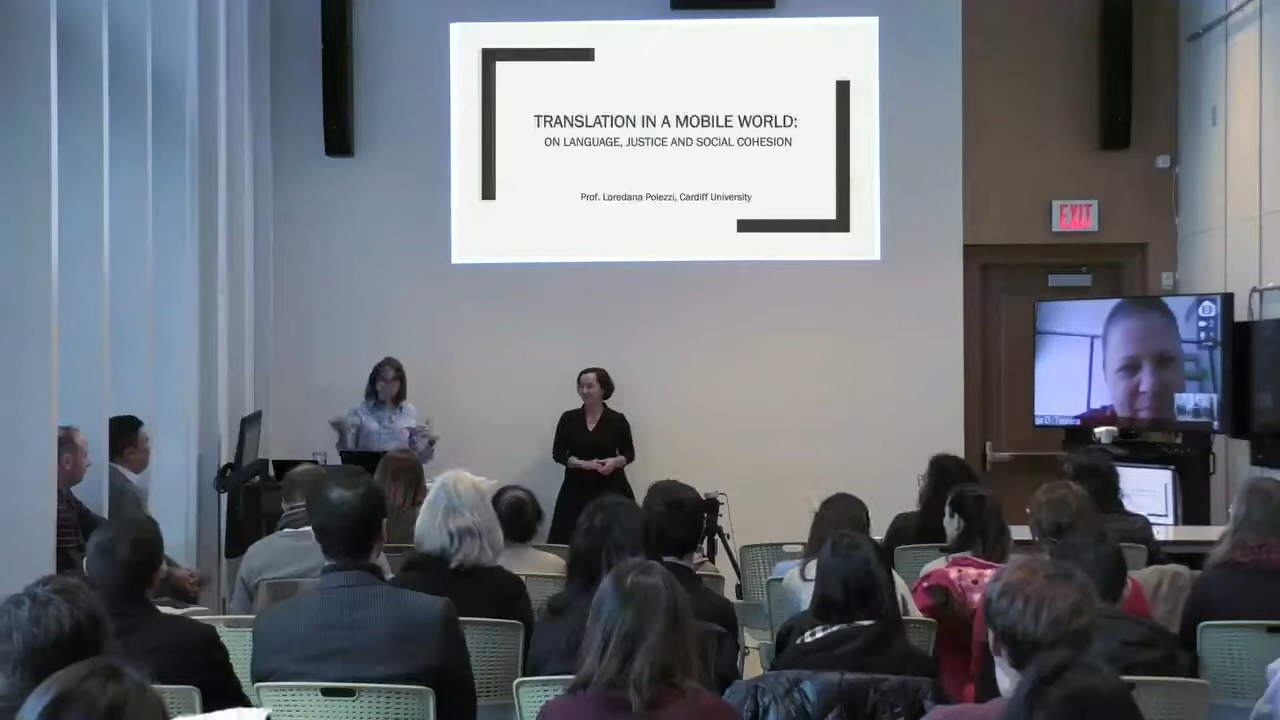 TRANSLATION IN A MOBILE WORLD:
ON LANGUAGE, JUSTICE AND SOCIAL COHESION
Prof. Loredana Polezzi, Cardiff University
EXIT